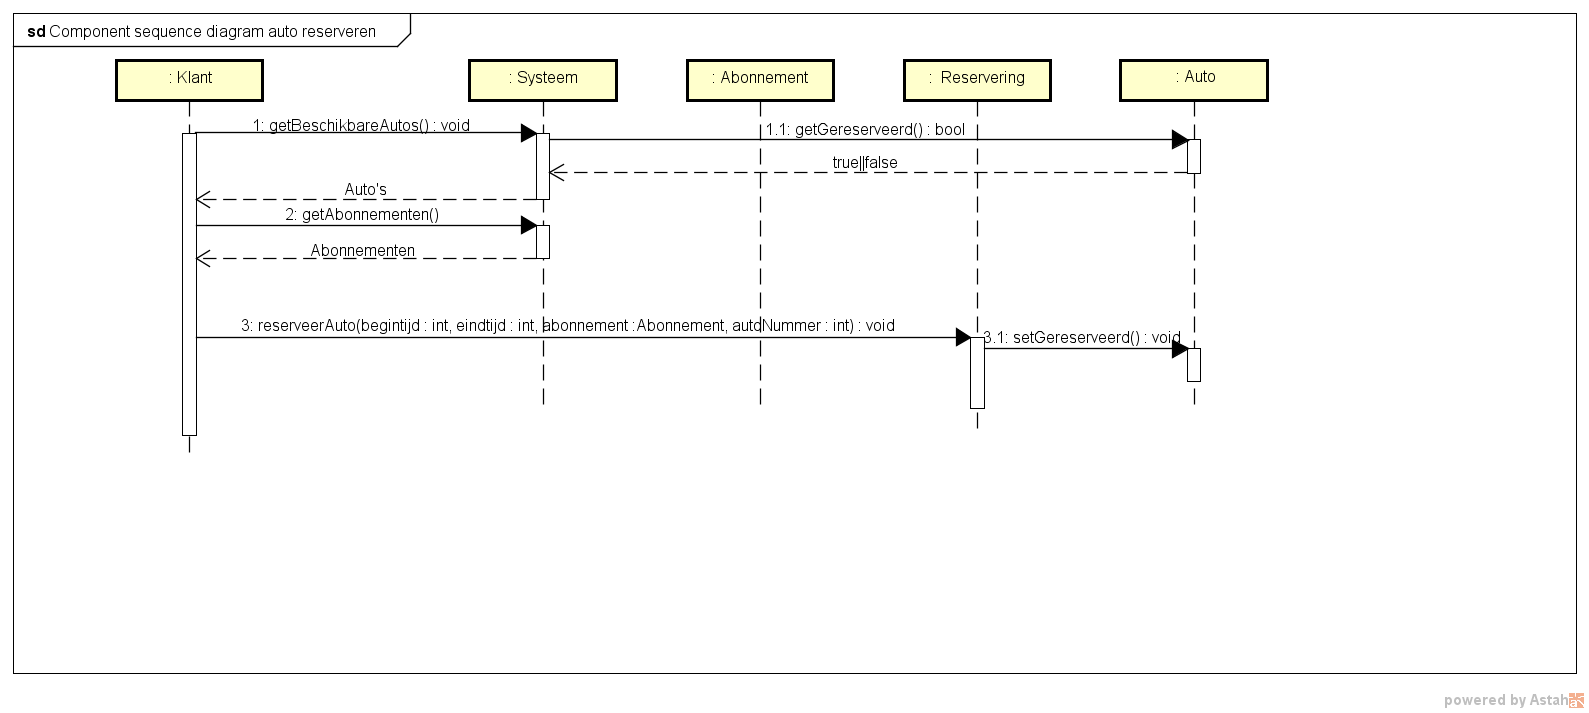 sd Component sequence diagram auto reserveren
: Klant
: Systeem
: Abonnement
: Reservering
: Auto
1: getBeschikbareAutos() : void
1.1: getGereserveerd() : bool
true||false
Auto's
2: getAbonnementen()
Abonnementen
3: reserveerAuto(begintijd : int, eindtijd : int, abonnement :Abonnement, autoNummer : int) : void
3.1: setGereserveerd() : void
powered by Astah